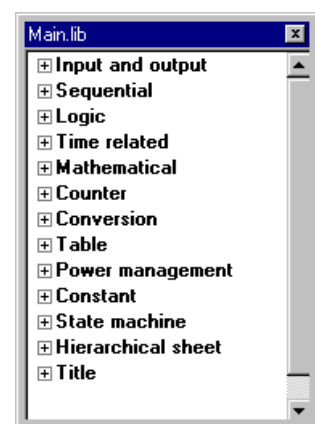 Main.lib
Input and output
Sequential
Logic
Time related
Mathematical
Counter
Conversion
Table
Power management
Constant
State machine
Hierarchical sheet
Title